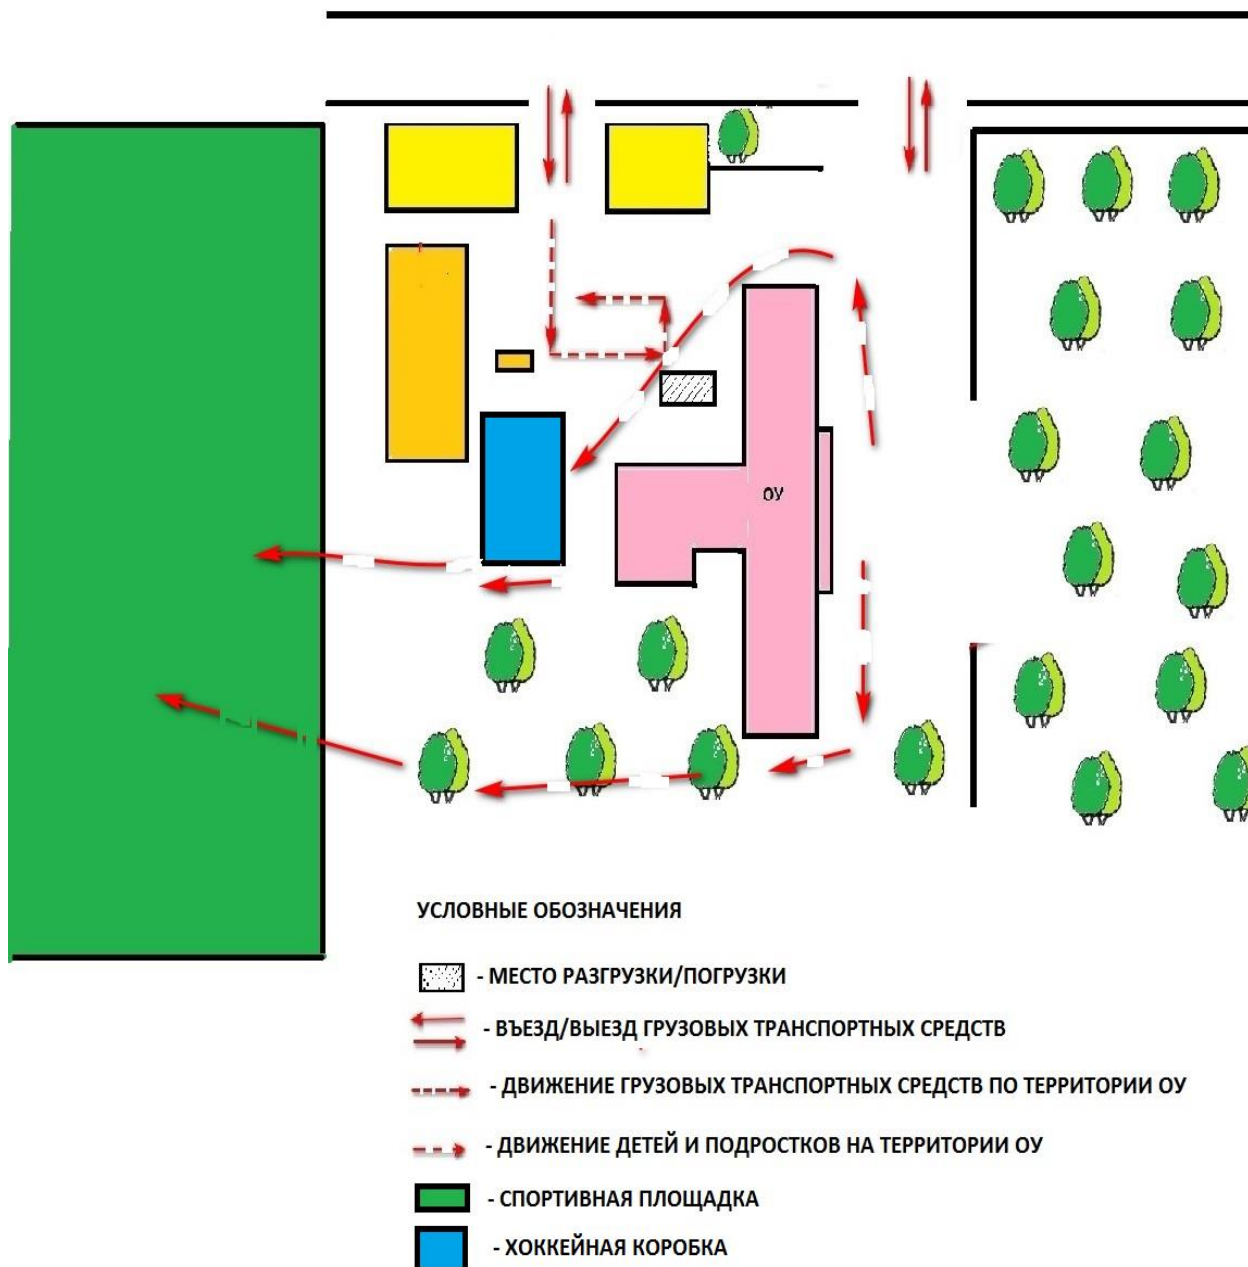 ОУ
УСЛОВНЫЕ ОБОЗНАЧЕНИЯ
- МЕСТО РАЗГРУЗКИ/ПОГРУЗКИ
- ВЪЕЗД/ВЫЕЗД ГРУЗОВЫХ ТРАНСПОРТНЫХ СРЕДСТВ
- ДВИЖЕНИЕ ГРУЗОВЫХ ТРАНСПОРТНЫХ СРЕДСТВ ПО ТЕРРИТОРИИ ОУ
- ДВИЖЕНИЕ ДЕТЕЙ И ПОДРОСТКОВ НА ТЕРРИТОРИИ ОУ
- СПОРТИВНАЯ ПЛОЩАДКА
- ХОККЕЙНАЯ КОРОБКА